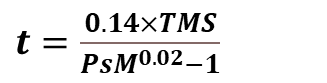 t = 0.14×TMS / PsM^0.02 −1